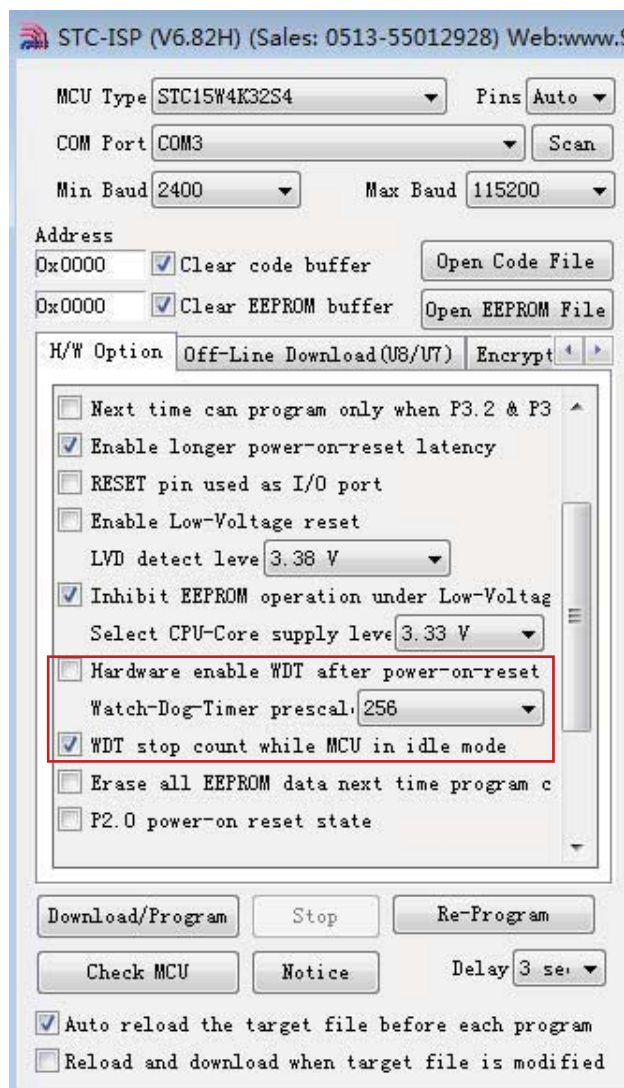 STC-ISP (V6.82H) (Sales: 0513-55012928) Web:www.S
MCU Type STC15W4K32S4 Pins Auto
COM Port COM3 Scan
Min Baud 2400 Max Baud 115200
Address
0x0000 Clear code buffer Open Code File
0x0000 Clear EEPROM buffer Open EEPROM File
H/W Option Off-Line Download(U8/U7) Encrypt
Next time can program only when P3.2 & P3
Enable longer power-on-reset latency
RESET pin used as I/O port
Enable Low-Voltage reset
LVD detect leve 3.38 V
Inhibit EEPROM operation under Low-Voltag
Select CPU-Core supply leve 3.33 V
Hardware enable WDT after power-on-reset
Watch-Dog-Timer prescal 256
WDT stop count while MCU in idle mode
Erase all EEPROM data next time program c
P2.0 power-on reset state
Download/Program Stop Re-Program
Check MCU Notice Delay 3 sec
Auto reload the target file before each program
Reload and download when target file is modified